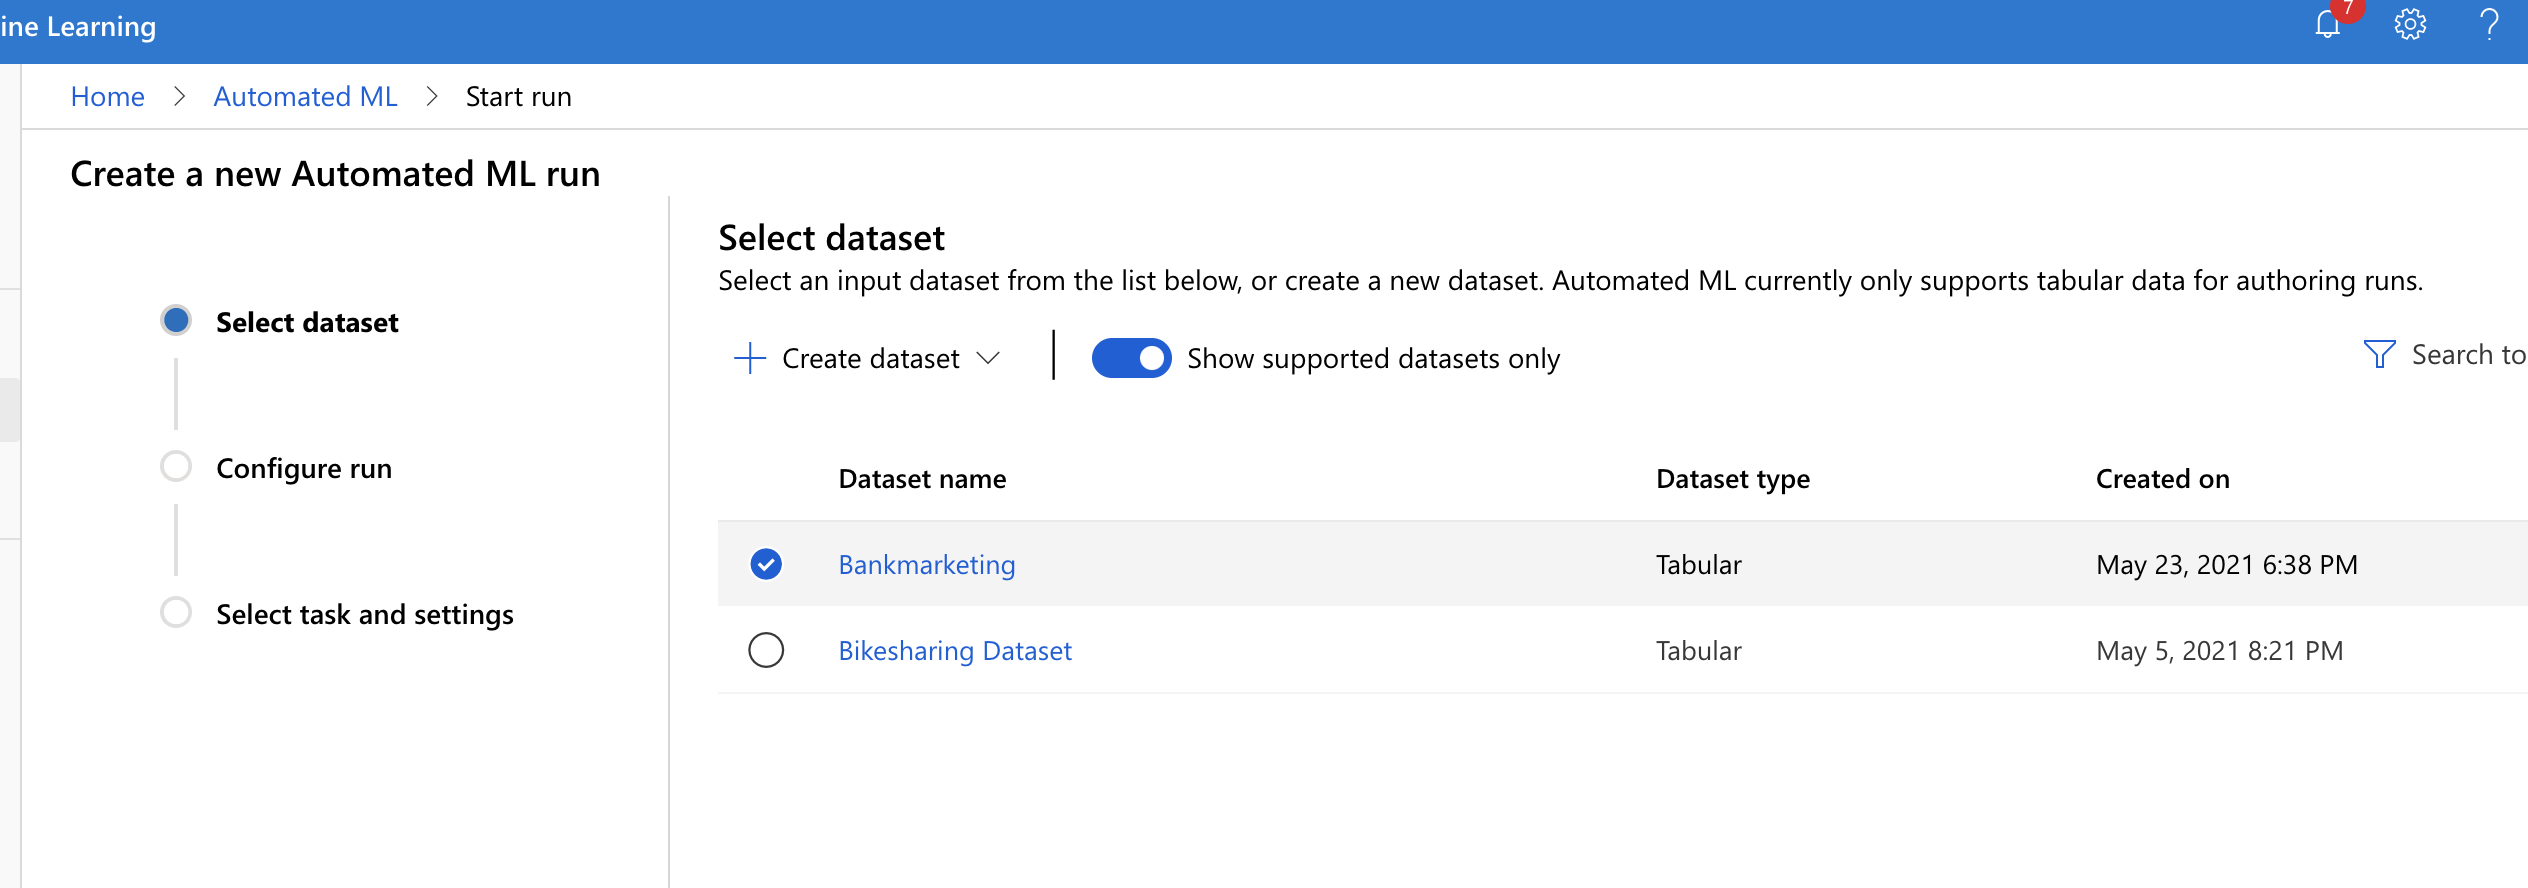 ine Learning
7
Home > Automated ML > Start run
Create a new Automated ML run
Select dataset
Configure run
Select task and settings
Select dataset
Select an input dataset from the list below, or create a new dataset. Automated ML currently only supports tabular data for authoring runs.
Create dataset
Show supported datasets only
Search to
Dataset name Dataset type Created on
Bankmarketing Tabular May 23, 2021 6:38 PM
Bikesharing Dataset Tabular May 5, 2021 8:21 PM